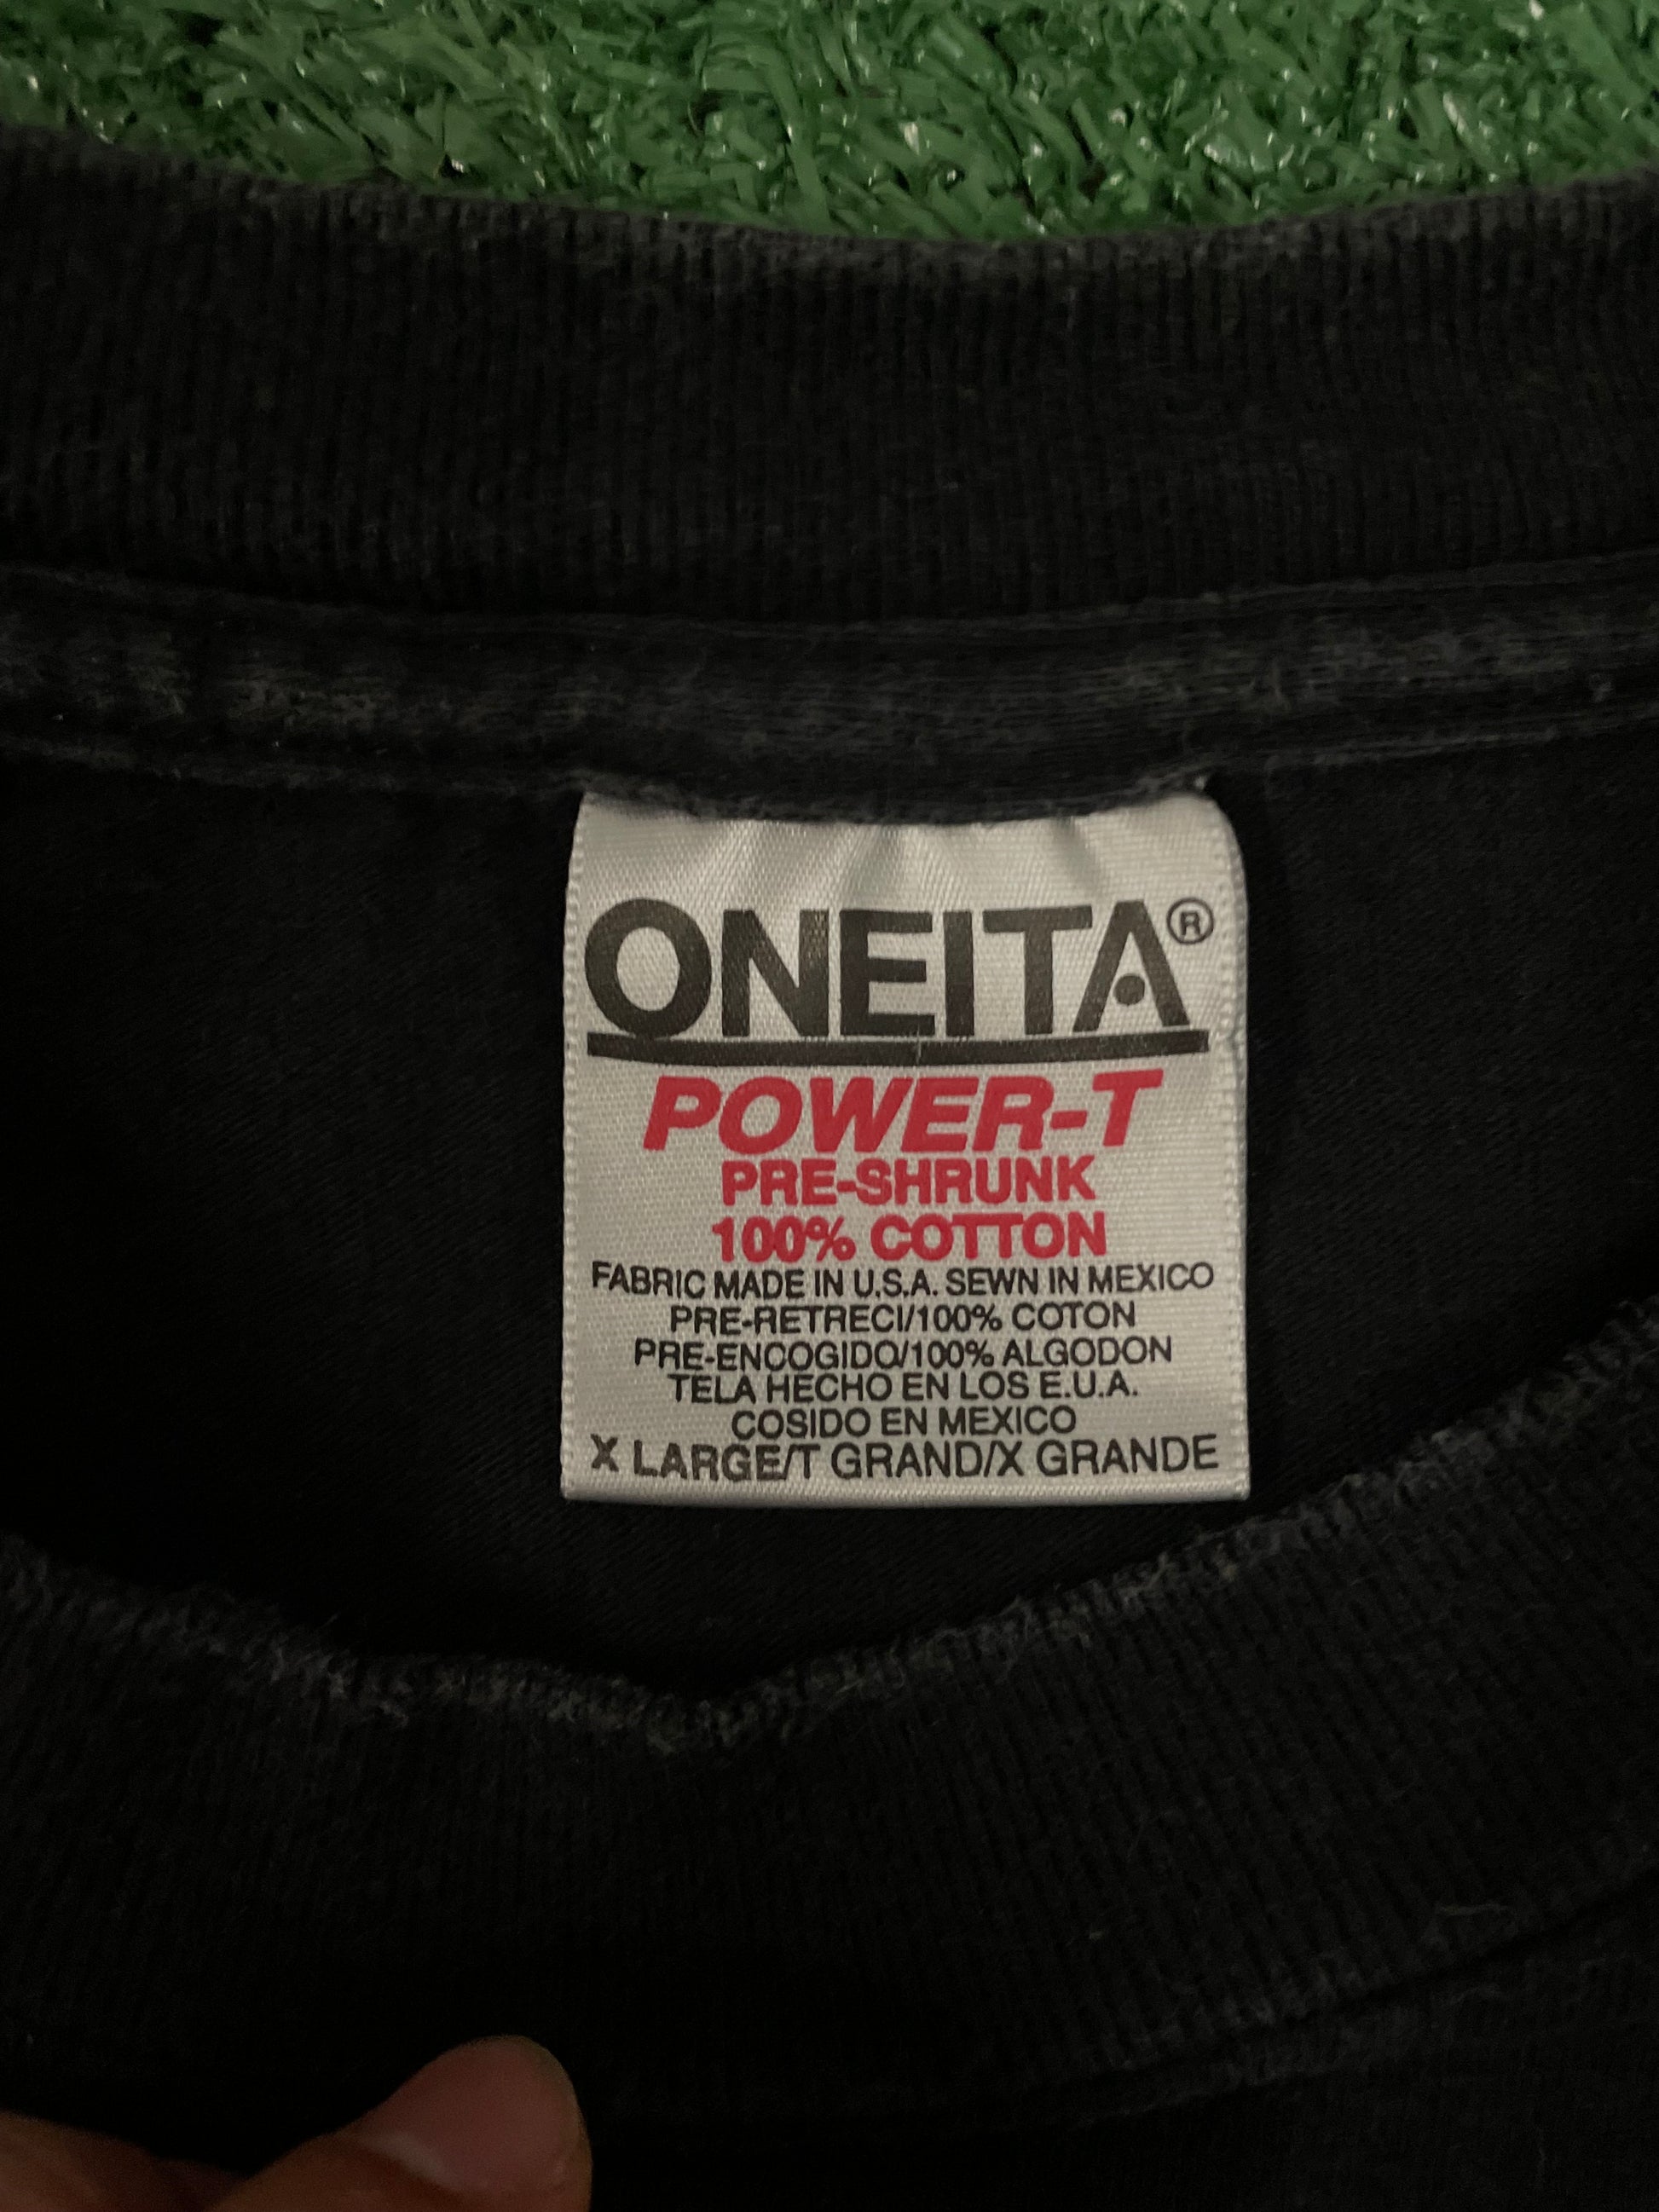 ONEITA®
POWER-T
PRE-SHRUNK
100% COTTON
FABRIC MADE IN U.S.A. SEWN IN MEXICO
PRE-RETRECI/100% COTON
PRE-ENCOGIDO/100% ALGODON
TELA HECHO EN LOS E.U.A.
COSIDO EN MEXICO
X LARGE/T GRAND/X GRANDE